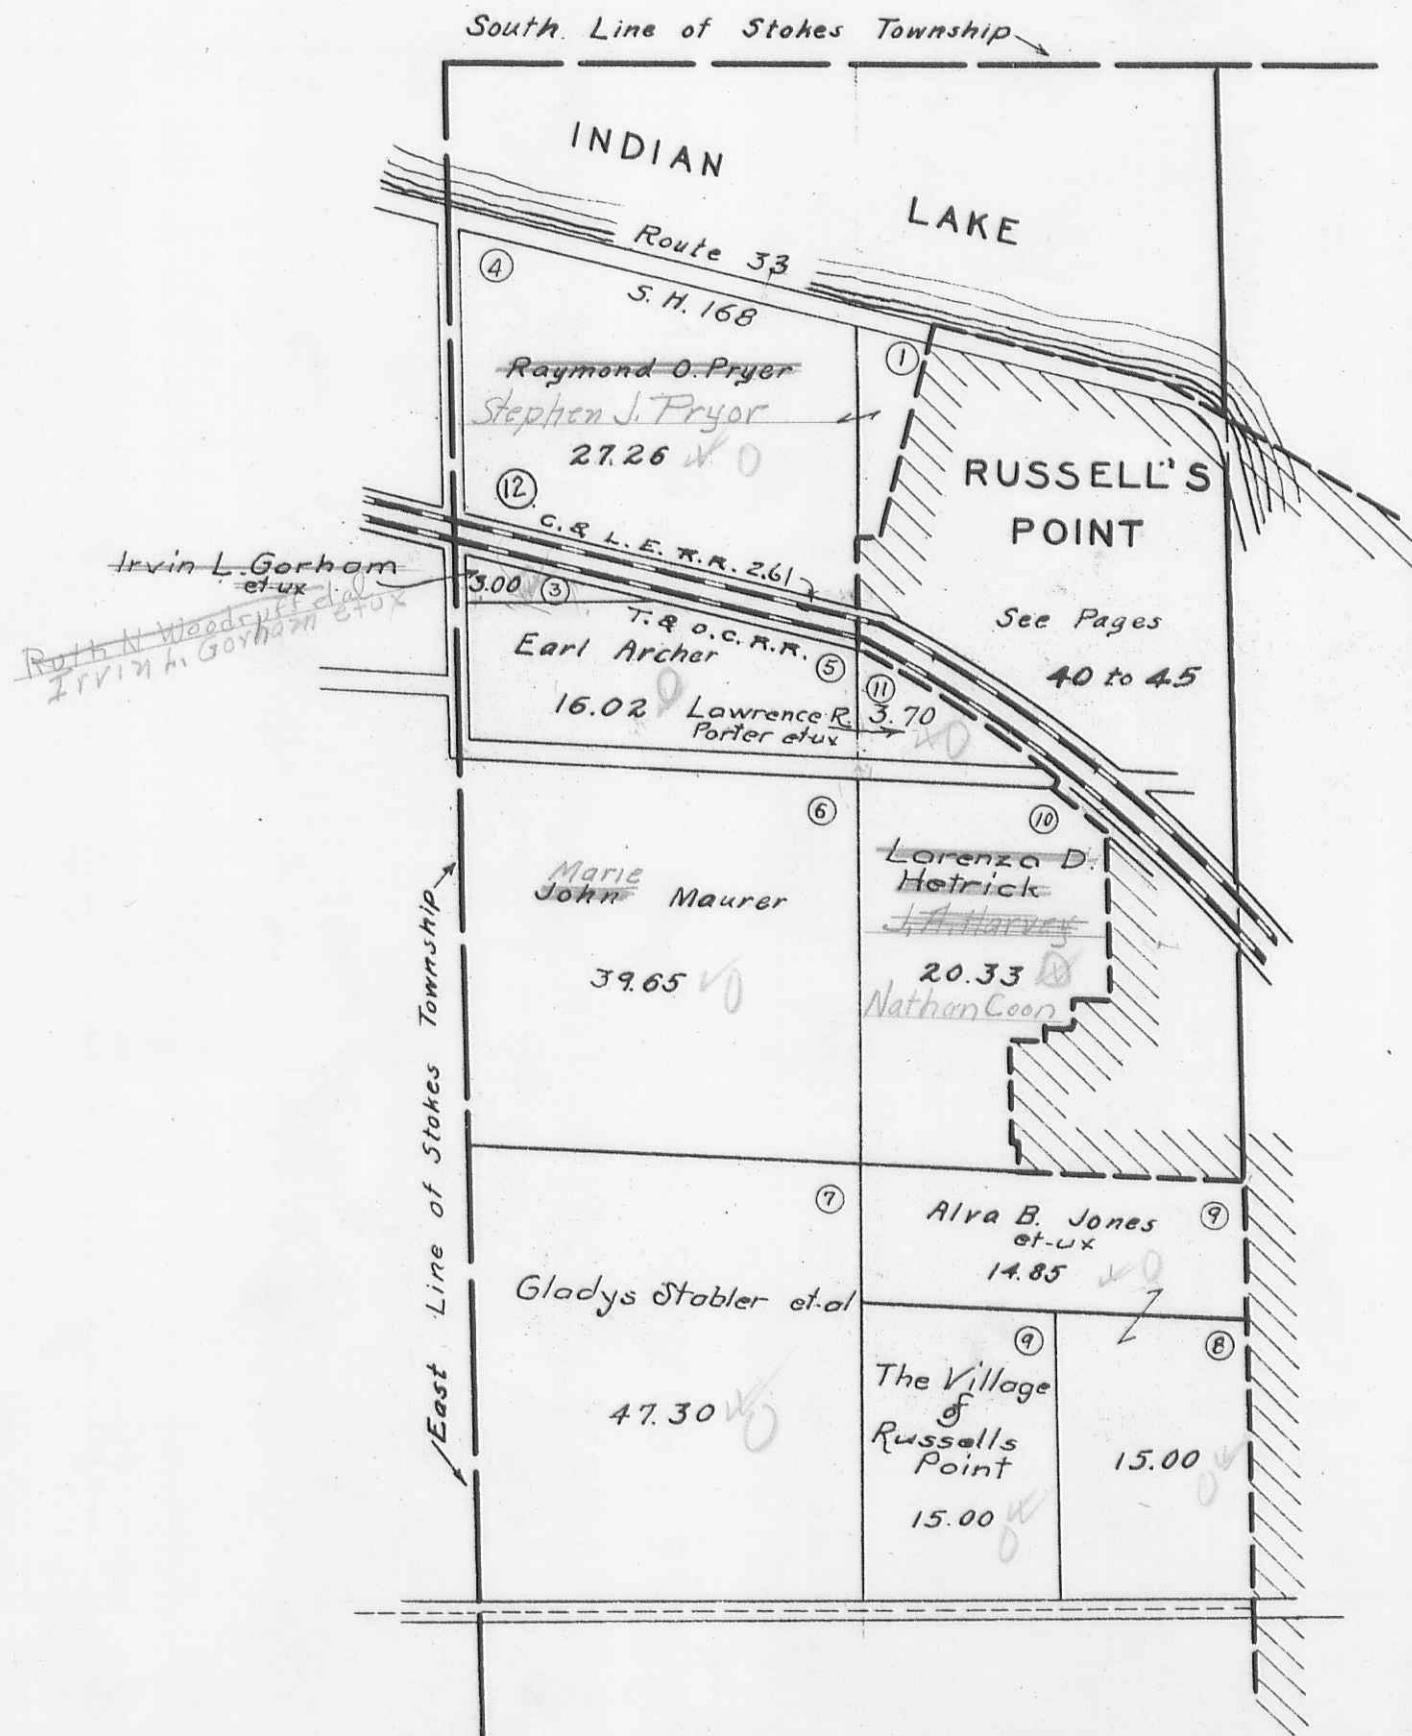 South Line of Stokes Township
INDIAN LAKE
Route 33
S. H. 168
4
1
Raymond O. Pryer
Stephen J. Pryor
27.26
RUSSELL'S
POINT
See Pages
40 to 45
12
C. & L. E. R.R. 2.61
Irvin L. Gorham
et ux
Ruth N Woodruff et al
Irvin L. Gorham et ux
3.00
3
T. & O. C. R. R.
Earl Archer
5
16.02
11
Lawrence R. 3.70
Porter et ux
6
10
Marie
John Maurer
39.65
Lorenzo D.
Hetrick
J. A. Harvey
20.33
Nathan Coon
East Line of Stokes Township
7
Gladys Stabler et al
47.30
Alva B. Jones
et-ux
14.85
9
9
The Village
of
Russells
Point
15.00
8
15.00